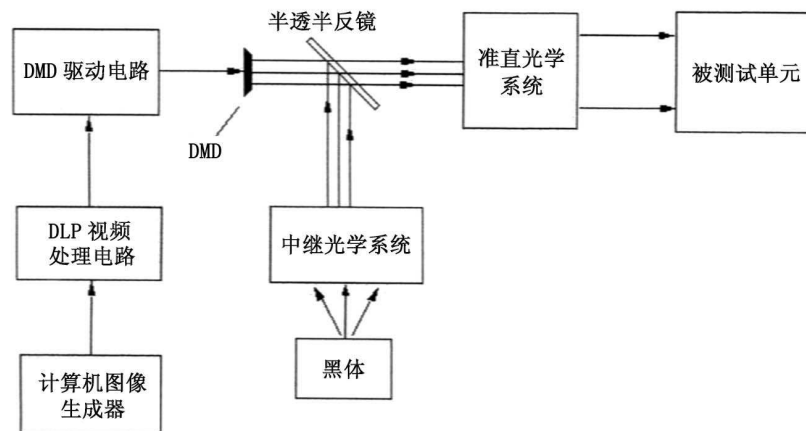 半透半反镜
DMD 驱动电路
准直光学
系统
被测试单元
DMD
DLP 视频
处理电路
中继光学系统
计算机图像
生成器
黑体